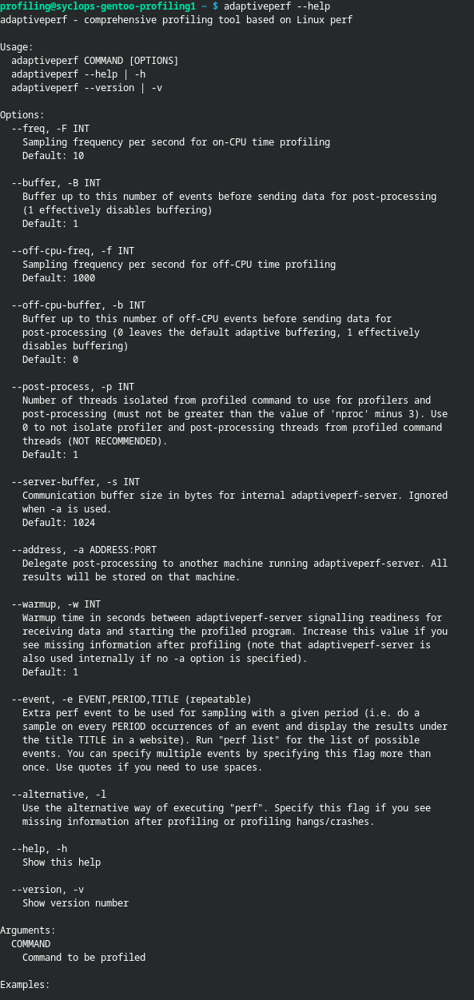 profiling@syclops-gentoo-profiling1 ~ $ adaptiveperf --help
adaptiveperf - comprehensive profiling tool based on Linux perf

Usage:
  adaptiveperf COMMAND [OPTIONS]
  adaptiveperf --help | -h
  adaptiveperf --version | -v

Options:
  --freq, -F INT
    Sampling frequency per second for on-CPU time profiling
    Default: 10

  --buffer, -B INT
    Buffer up to this number of events before sending data for post-processing
    (1 effectively disables buffering)
    Default: 1

  --off-cpu-freq, -f INT
    Sampling frequency per second for off-CPU time profiling
    Default: 1000

  --off-cpu-buffer, -b INT
    Buffer up to this number of off-CPU events before sending data for
    post-processing (0 leaves the default adaptive buffering, 1 effectively
    disables buffering)
    Default: 0

  --post-process, -p INT
    Number of threads isolated from profiled command to use for profilers and
    post-processing (must not be greater than the value of 'nproc' minus 3). Use
    0 to not isolate profiler and post-processing threads from profiled command
    threads (NOT RECOMMENDED).
    Default: 1

  --server-buffer, -s INT
    Communication buffer size in bytes for internal adaptiveperf-server. Ignored
    when -a is used.
    Default: 1024

  --address, -a ADDRESS:PORT
    Delegate post-processing to another machine running adaptiveperf-server. All
    results will be stored on that machine.

  --warmup, -w INT
    Warmup time in seconds between adaptiveperf-server signalling readiness for
    receiving data and starting the profiled program. Increase this value if you
    see missing information after profiling (note that adaptiveperf-server is
    also used internally if no -a option is specified).
    Default: 1

  --event, -e EVENT,PERIOD,TITLE (repeatable)
    Extra perf event to be used for sampling with a given period (i.e. do a
    sample on every PERIOD occurrences of an event and display the results under
    the title TITLE in a website). Run "perf list" for the list of possible
    events. You can specify multiple events by specifying this flag more than
    once. Use quotes if you need to use spaces.

  --alternative, -l
    Use the alternative way of executing "perf". Specify this flag if you see
    missing information after profiling or profiling hangs/crashes.

  --help, -h
    Show this help

  --version, -v
    Show version number

Arguments:
  COMMAND
    Command to be profiled

Examples: